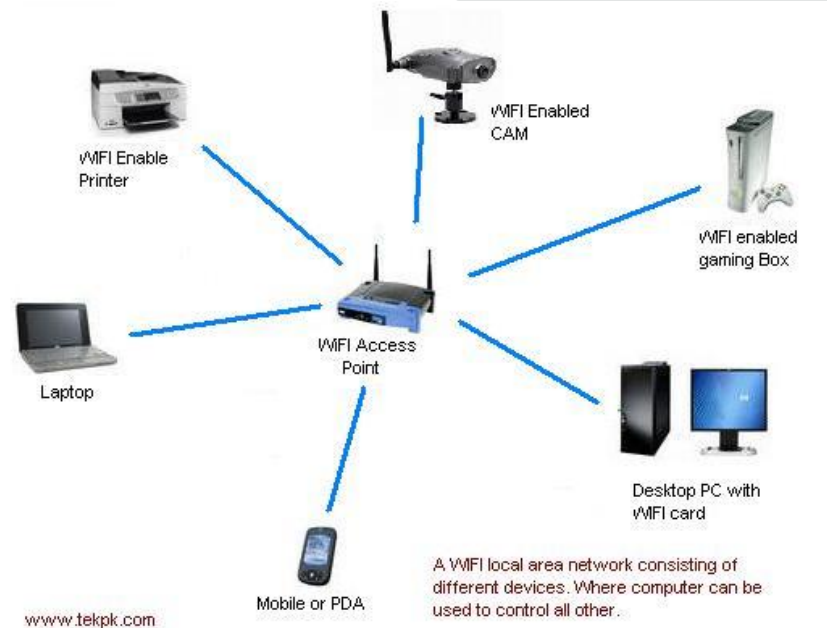 WIFI Enabled
CAM
WIFI Enable
Printer
WIFI enabled
gaming Box
WIFI Access
Point
Laptop
Desktop PC with
WIFI card
Mobile or PDA
A WIFI local area network consisting of
different devices. Where computer can be
used to control all other.
www.tekpk.com